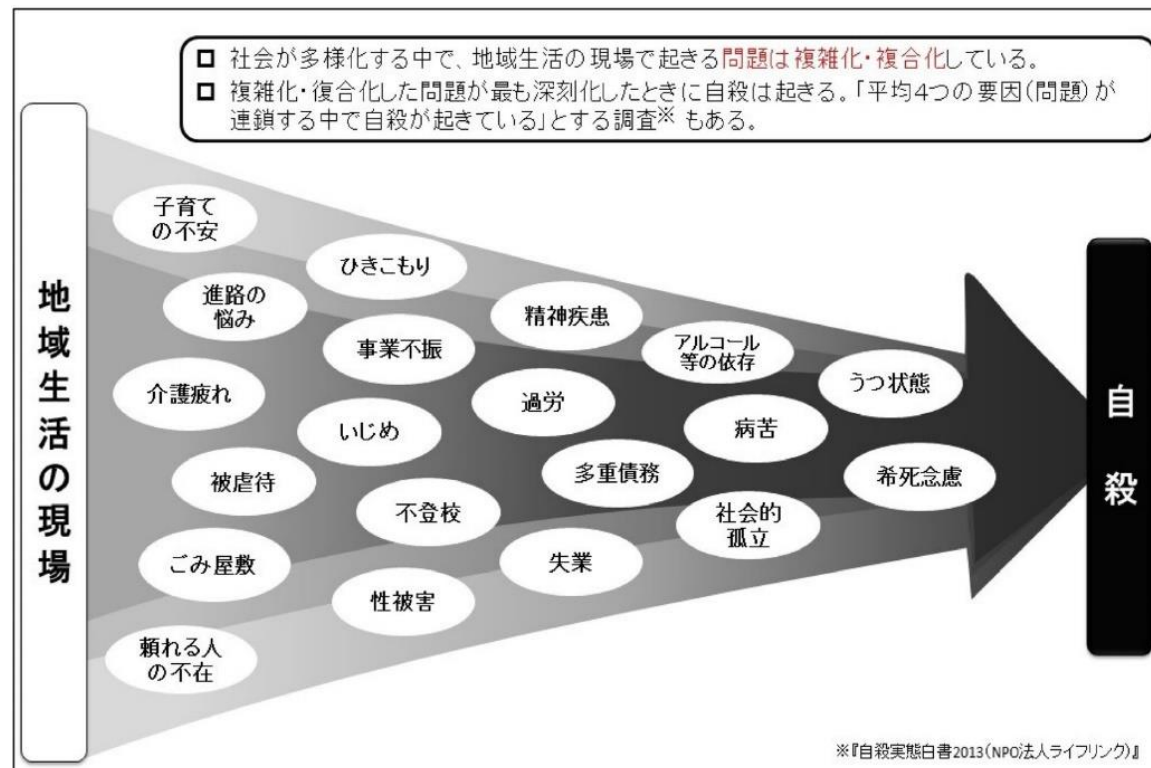 □ 社会が多様化する中で、地域生活の現場で起きる問題は複雑化・複合化している。
□ 複雑化・復合化した問題が最も深刻化したときに自殺は起きる。「平均4つの要因(問題)が
連鎖する中で自殺が起きている」とする調査※ もある。
地域生活の現場
子育て
の不安
ひきこもり
進路の
悩み
精神疾患
事業不振
アルコール
等の依存
うつ状態
介護疲れ
過労
いじめ
病苦
被虐待
多重債務
希死念慮
不登校
社会的
孤立
ごみ屋敷
失業
性被害
頼れる人
の不在
自殺
※『自殺実態白書2013(NPO法人ライフリンク)』